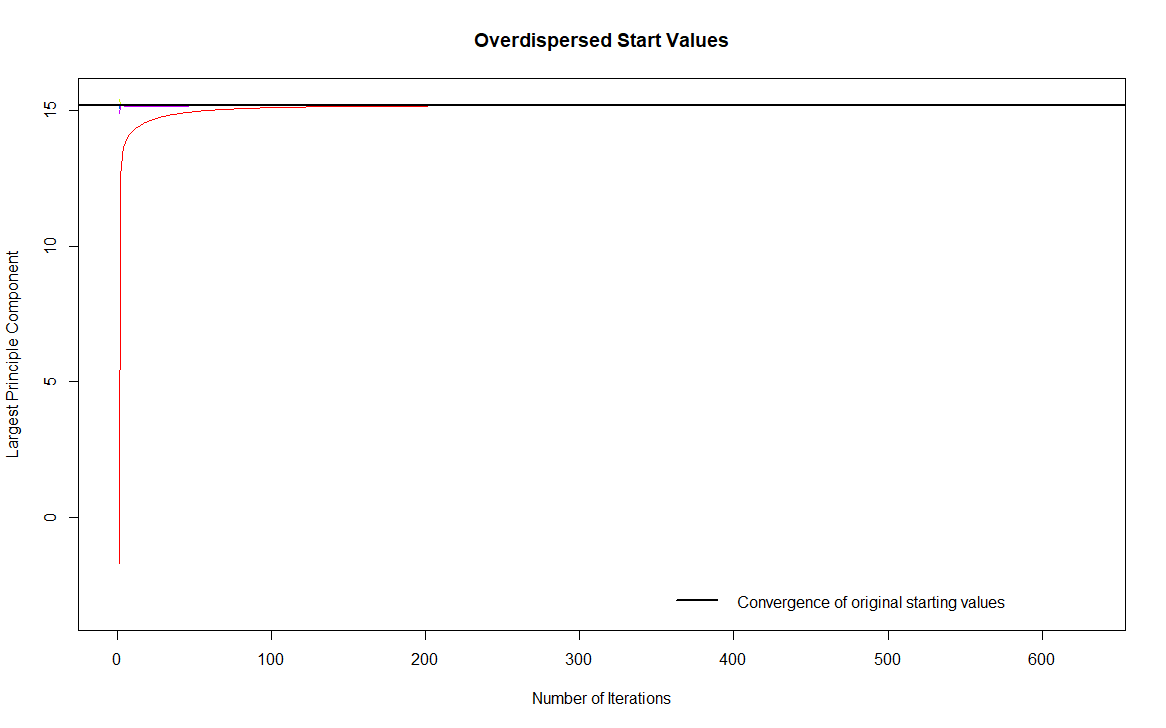 Overdispersed Start Values
Largest Principle Component
15
10
5
0
Convergence of original starting values
0 100 200 300 400 500 600
Number of Iterations